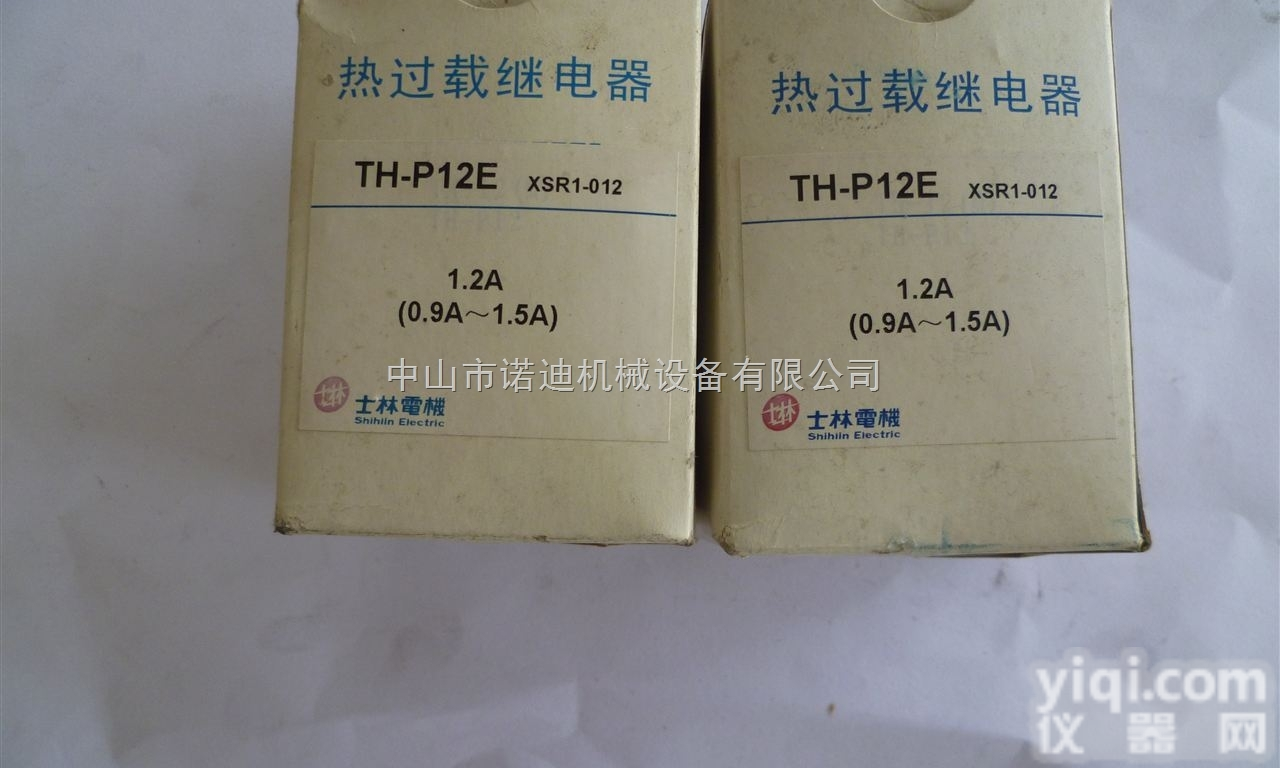 热过载继电器
TH-P12E XSR1-012
1.2A
(0.9A～1.5A)
士林電機
Shihlin Electric
热过载继电器
TH-P12E XSR1-012
1.2A
(0.9A～1.5A)
士林電機
Shihlin Electric
中山市诺迪机械设备有限公司
yiqi.com
仪器网